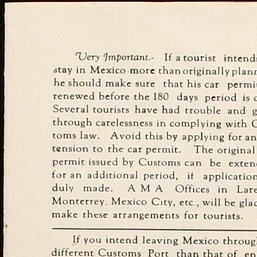 Very Important.- If a tourist intend
stay in Mexico more than originally plan
he should make sure that his car permi
renewed before the 180 days period is
Several tourists have had trouble and
through carelessness in complying with C
toms law. Avoid this by applying for an
tension to the car permit. The original
permit issued by Customs can be exten
for an additional period, if application
duly made. A M A Offices in Lare
Monterrey, Mexico City, etc., will be glad
make these arrangements for tourists.
If you intend leaving Mexico throug
different Customs Port than that of en